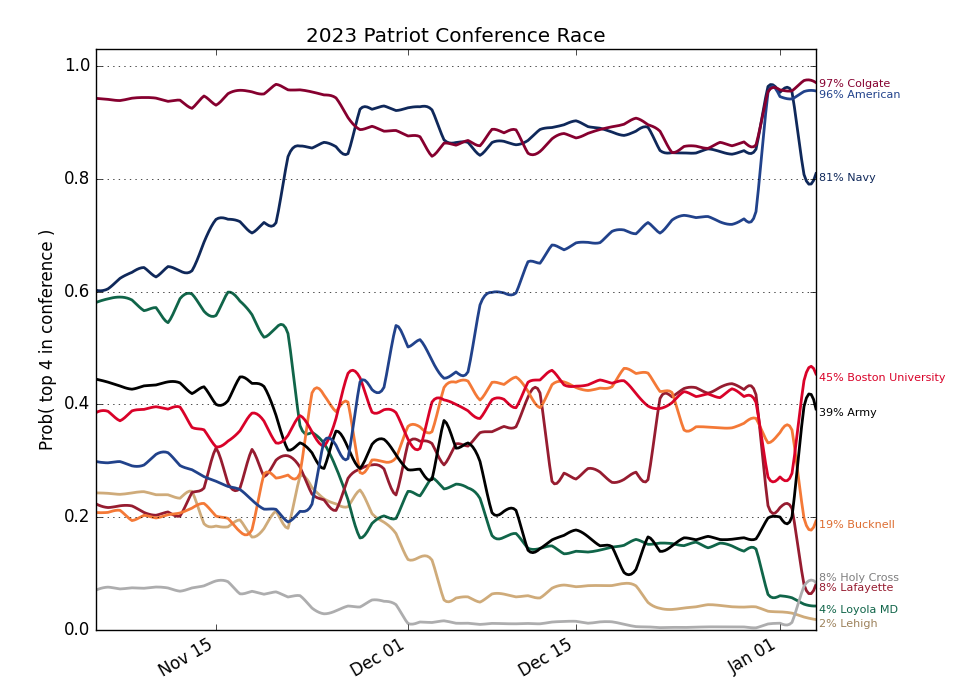 2023 Patriot Conference Race
Prob( top 4 in conference )
1.0
0.8
0.6
0.4
0.2
0.0
Nov 15
Dec 01
Dec 15
Jan 01
97% Colgate
96% American
81% Navy
45% Boston University
39% Army
19% Bucknell
8% Holy Cross
8% Lafayette
4% Loyola MD
2% Lehigh